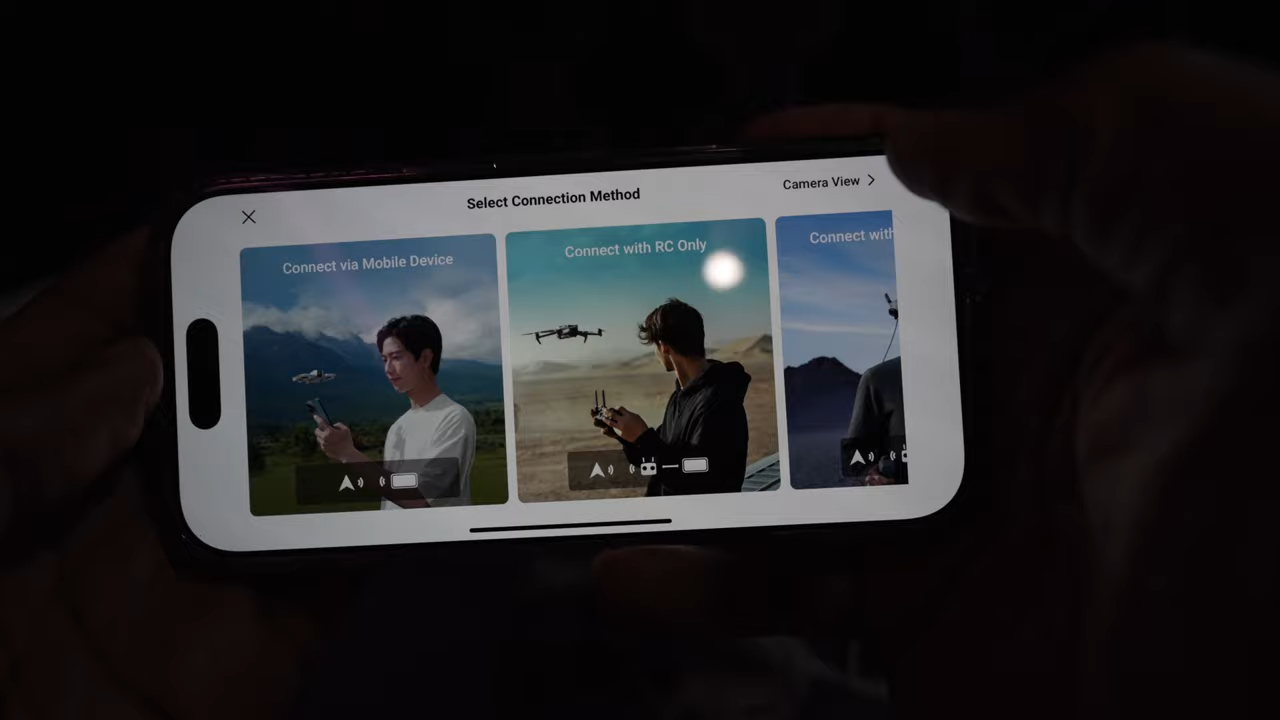 Select Connection Method
Camera View
Connect via Mobile Device
Connect with RC Only
Connect with